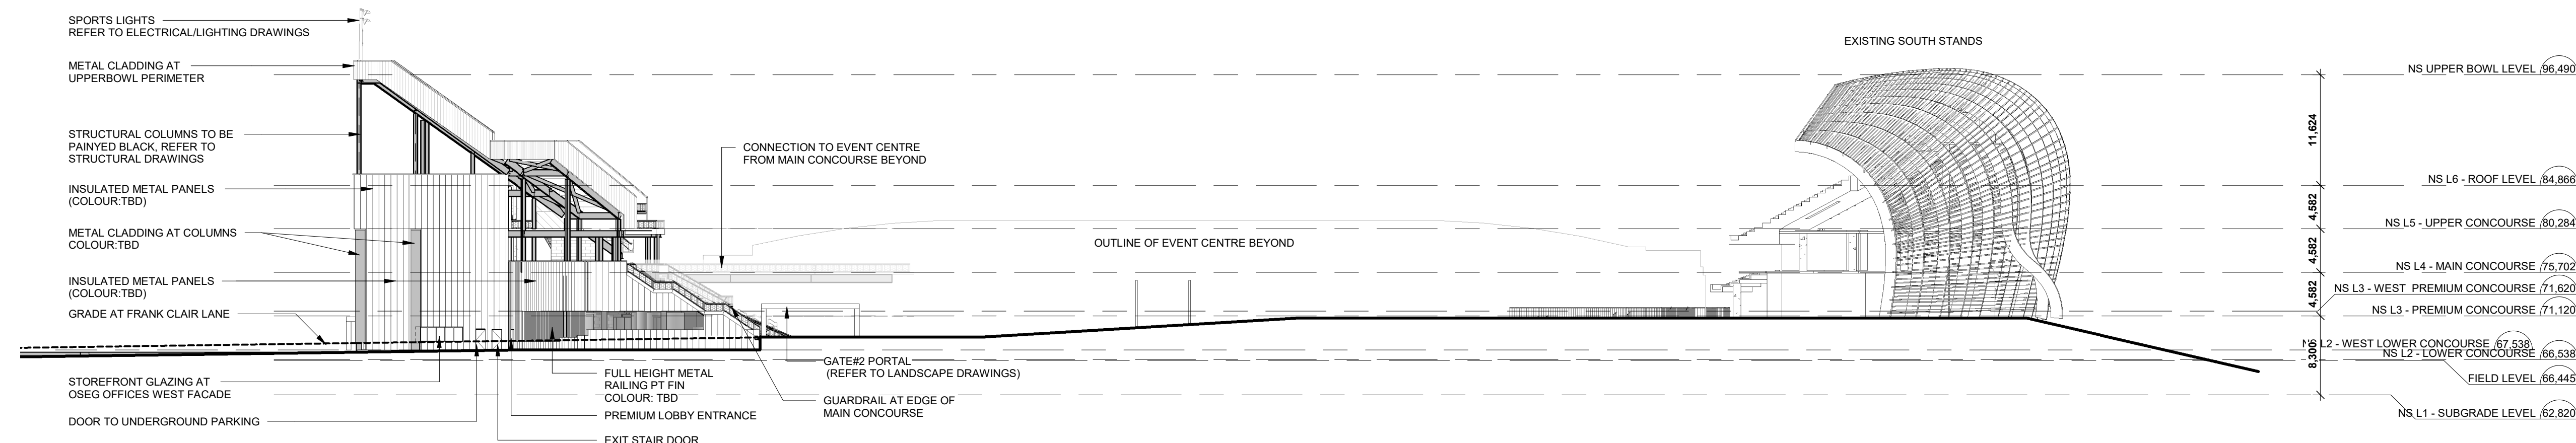 SPORTS LIGHTS
REFER TO ELECTRICAL/LIGHTING DRAWINGS
METAL CLADDING AT
UPPERBOWL PERIMETER
STRUCTURAL COLUMNS TO BE
PAINYED BLACK, REFER TO
STRUCTURAL DRAWINGS
INSULATED METAL PANELS
(COLOUR:TBD)
METAL CLADDING AT COLUMNS
COLOUR:TBD
INSULATED METAL PANELS
(COLOUR:TBD)
GRADE AT FRANK CLAIR LANE
STOREFRONT GLAZING AT
OSEG OFFICES WEST FACADE
DOOR TO UNDERGROUND PARKING
FULL HEIGHT METAL
RAILING PT FIN
COLOUR: TBD
PREMIUM LOBBY ENTRANCE
EXIT STAIR DOOR
CONNECTION TO EVENT CENTRE
FROM MAIN CONCOURSE BEYOND
GATE#2 PORTAL
(REFER TO LANDSCAPE DRAWINGS)
GUARDRAIL AT EDGE OF
MAIN CONCOURSE
OUTLINE OF EVENT CENTRE BEYOND
EXISTING SOUTH STANDS
11,624
4,582
4,582
4,582
8,300
NS UPPER BOWL LEVEL 96,490
NS L6 - ROOF LEVEL 84,866
NS L5 - UPPER CONCOURSE 80,284
NS L4 - MAIN CONCOURSE 75,702
NS L3 - WEST PREMIUM CONCOURSE 71,620
NS L3 - PREMIUM CONCOURSE 71,120
NS L2 - WEST LOWER CONCOURSE 67,538
NS L2 - LOWER CONCOURSE 66,538
FIELD LEVEL 66,445
NS L1 - SUBGRADE LEVEL 62,820